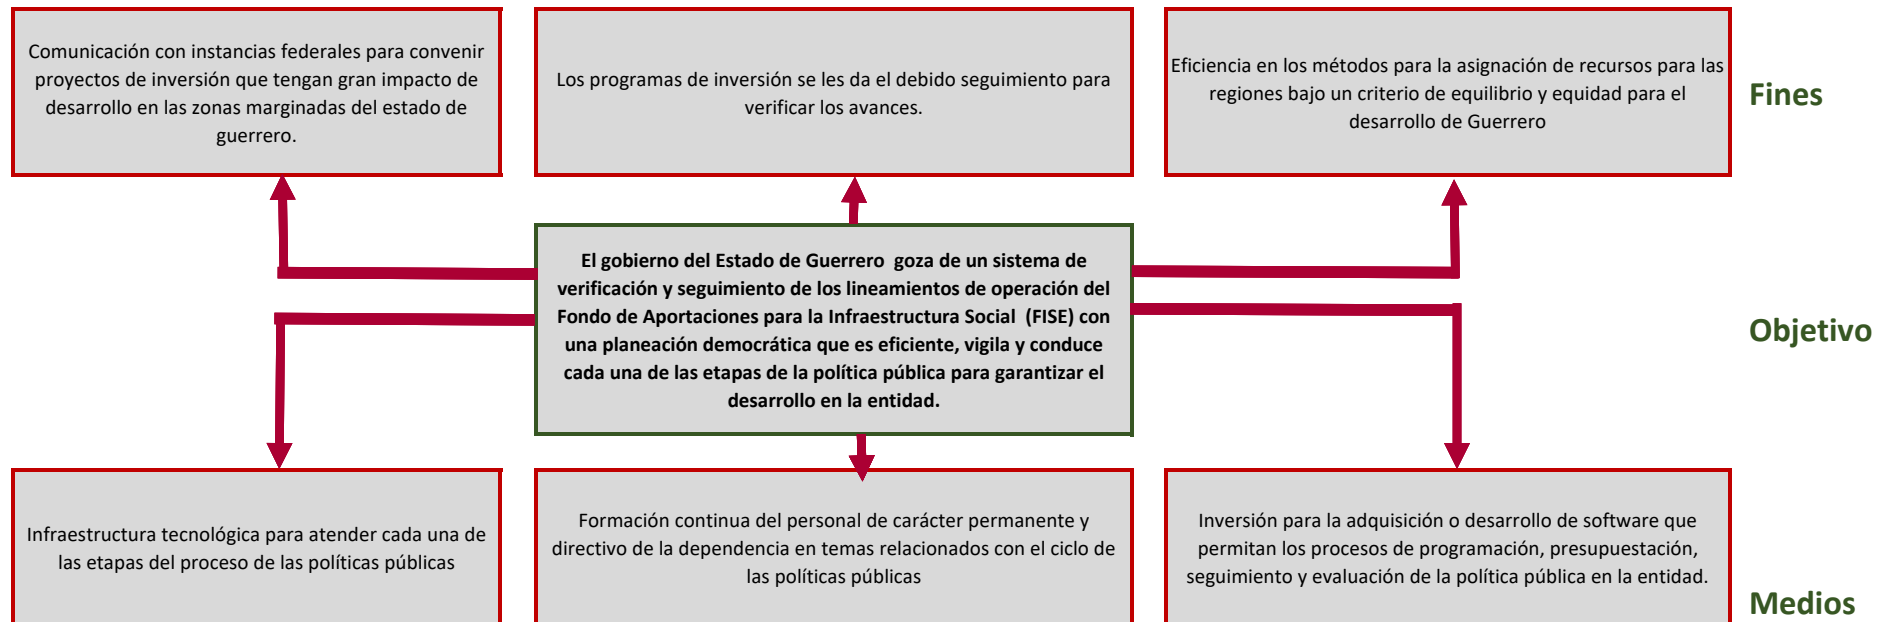 Comunicación con instancias federales para convenir
proyectos de inversión que tengan gran impacto de
desarrollo en las zonas marginadas del estado de
guerrero.
Los programas de inversión se les da el debido seguimiento para
verificar los avances.
Eficiencia en los métodos para la asignación de recursos para las
regiones bajo un criterio de equilibrio y equidad para el
desarrollo de Guerrero
Fines
El gobierno del Estado de Guerrero  goza de un sistema de
verificación y seguimiento de los lineamientos de operación del
Fondo de Aportaciones para la Infraestructura Social  (FISE) con
una planeación democrática que es eficiente, vigila y conduce
cada una de las etapas de la política pública para garantizar el
desarrollo en la entidad.
Objetivo
Infraestructura tecnológica para atender cada una de
las etapas del proceso de las políticas públicas
Formación continua del personal de carácter permanente y
directivo de la dependencia en temas relacionados con el ciclo de
las políticas públicas
Inversión para la adquisición o desarrollo de software que
permitan los procesos de programación, presupuestación,
seguimiento y evaluación de la política pública en la entidad.
Medios